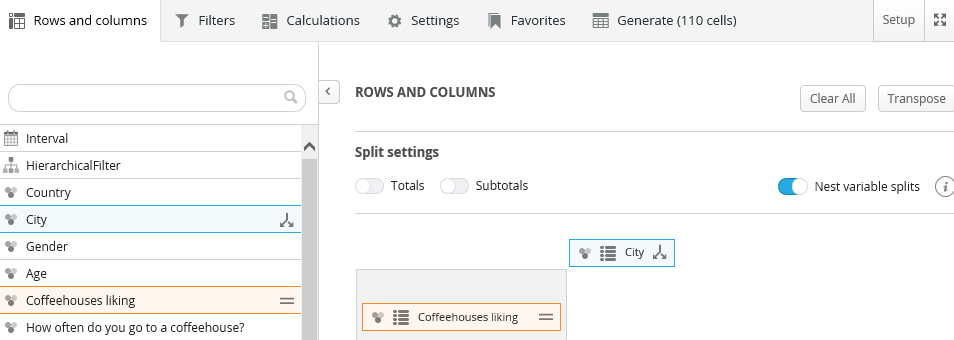 Rows and columns Filters Calculations Settings Favorites Generate (110 cells) Setup
ROWS AND COLUMNS Clear All Transpose
Interval
HierarchicalFilter
Country
City
Gender
Age
Coffeehouses liking
How often do you go to a coffeehouse?
Split settings
Totals Subtotals Nest variable splits i
City
Coffeehouses liking